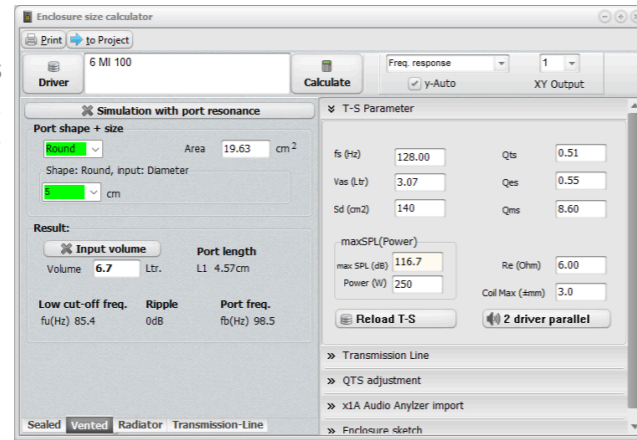 Enclosure size calculator
Print to Project
Driver
6 MI 100
Calculate
Freq. response
1
y-Auto
XY Output
Simulation with port resonance
Port shape + size
Round
Area 19.63 cm2
Shape: Round, input: Diameter
5 cm
Result:
Input volume
Port length
Volume 6.7 Ltr.
L1 4.57cm
Low cut-off freq. Ripple Port freq.
fu(Hz) 85.4 0dB fb(Hz) 98.5
Sealed Vented Radiator Transmission-Line
T-S Parameter
fs (Hz) 128.00 Qts 0.51
Vas (Ltr) 3.07 Qes 0.55
Sd (cm2) 140 Qms 8.60
maxSPL(Power)
max SPL (dB) 116.7
Power (W) 250
Re (Ohm) 6.00
Coil Max (±mm) 3.0
Reload T-S
2 driver parallel
Transmission Line
QTS adjustment
x1A Audio Anylzer import
Enclosure sketch